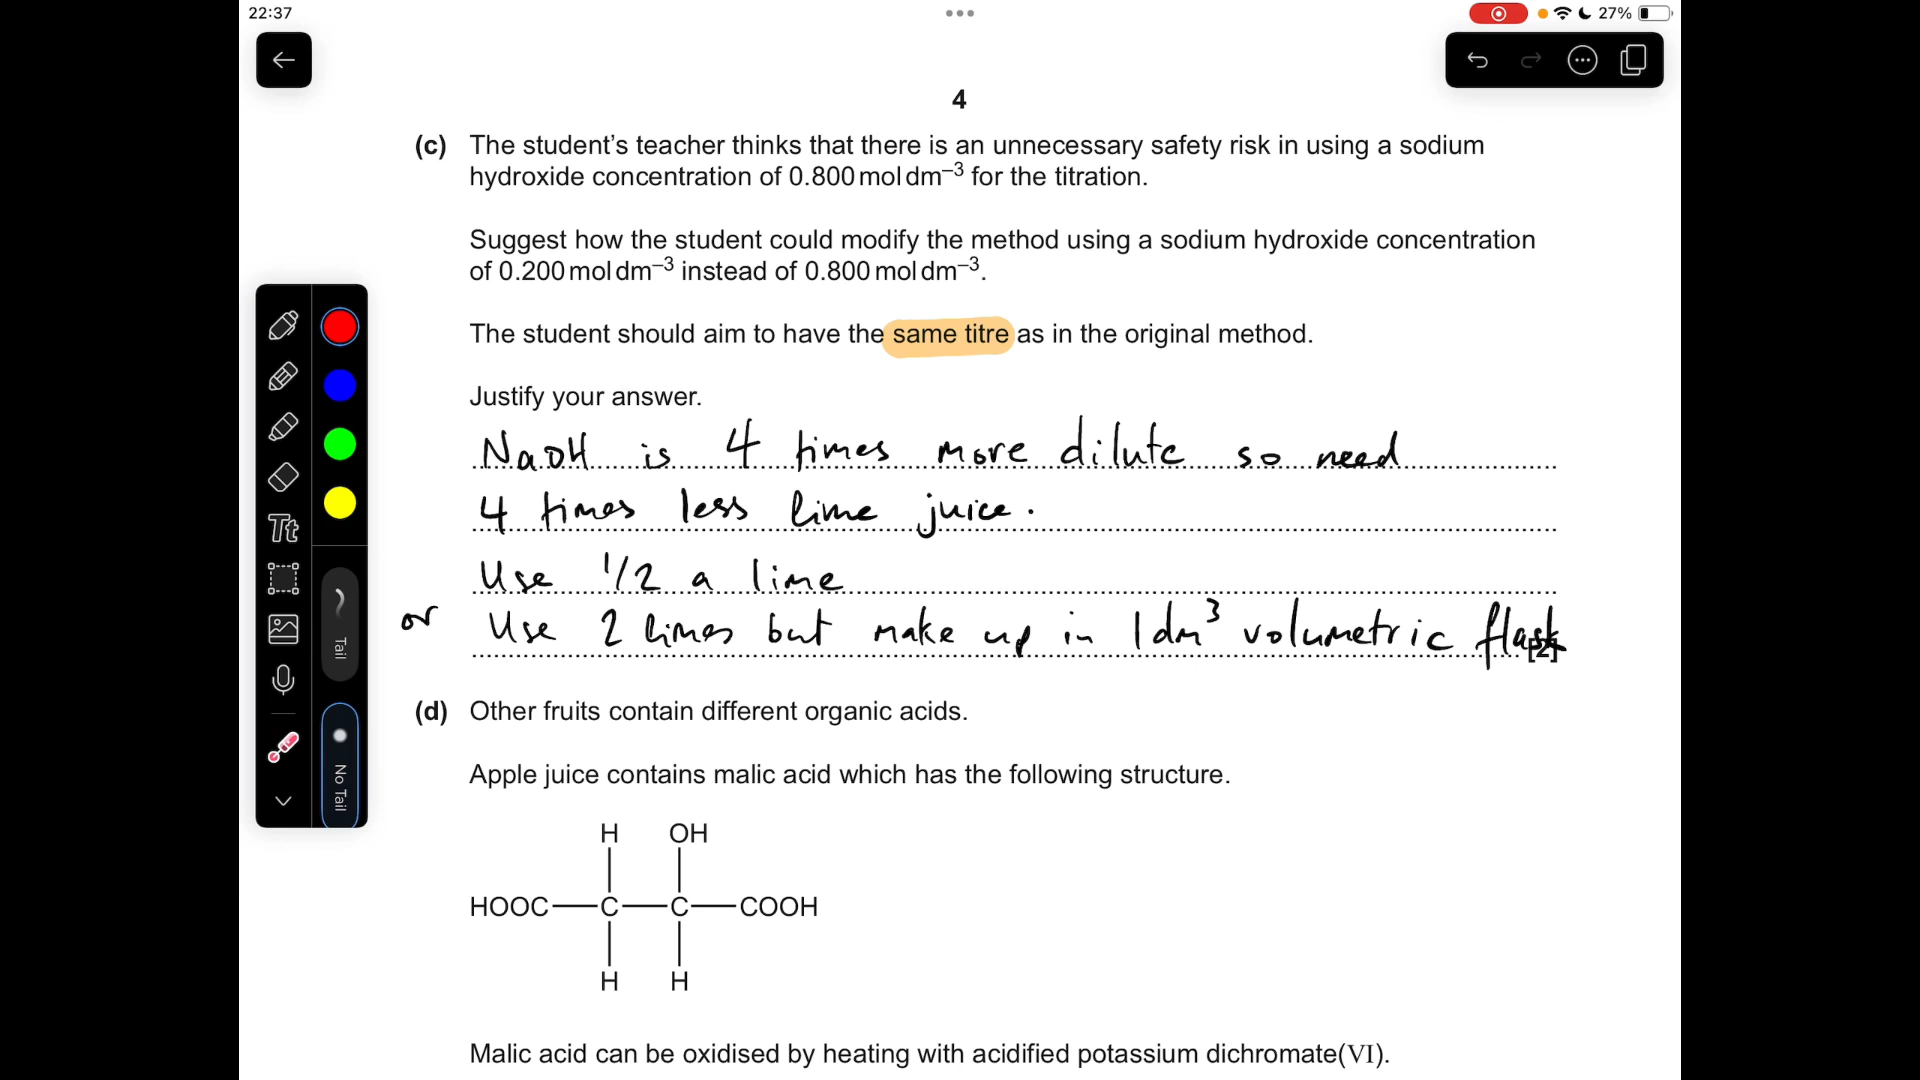 22:37
27%
4
(c) The student's teacher thinks that there is an unnecessary safety risk in using a sodium
hydroxide concentration of 0.800 mol dm⁻³ for the titration.
Suggest how the student could modify the method using a sodium hydroxide concentration
of 0.200 mol dm⁻³ instead of 0.800 mol dm⁻³.
The student should aim to have the same titre as in the original method.
Justify your answer.
NaOH is 4 times more dilute so need
4 times less lime juice.
Use 1/2 a lime
or Use 2 limes but make up in 1dm³ volumetric flask
[2]
(d) Other fruits contain different organic acids.
Apple juice contains malic acid which has the following structure.
H OH
HOOC C C COOH
H H
Malic acid can be oxidised by heating with acidified potassium dichromate(VI).
Tt
Tail
No Tail